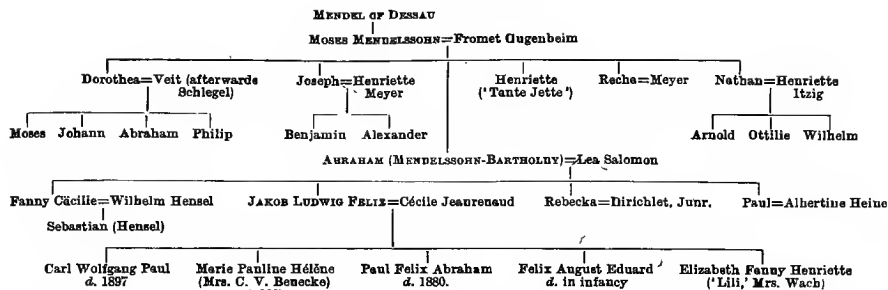 MENDEL OF DESSAU
MOSES MENDELSSOHN=Fromet Gugenheim
Dorothea=Veit (afterwards Schlegel) Joseph=Henriette Meyer Henriette ('Tante Jette') Recha=Meyer Nathan=Henriette Itzig
Moses Johann Abraham Philip Benjamin Alexander Arnold Ottilie Wilhelm
ABRAHAM (MENDELSSOHN-BARTHOLDY)=Lea Salomon
Fanny Cäcilie=Wilhelm Hensel JAKOB LUDWIG FELIX=Cécile Jeanrenaud Rebecka=Dirichlet, Junr. Paul=Albertine Heine
Sebastian (Hensel)
Carl Wolfgang Paul Marie Pauline Hélène Paul Felix Abraham Felix August Eduard Elizabeth Fanny Henriette
d. 1897 (Mrs. C. V. Benecke) d. 1880. d. in infancy ('Lili,' Mrs. Wach)